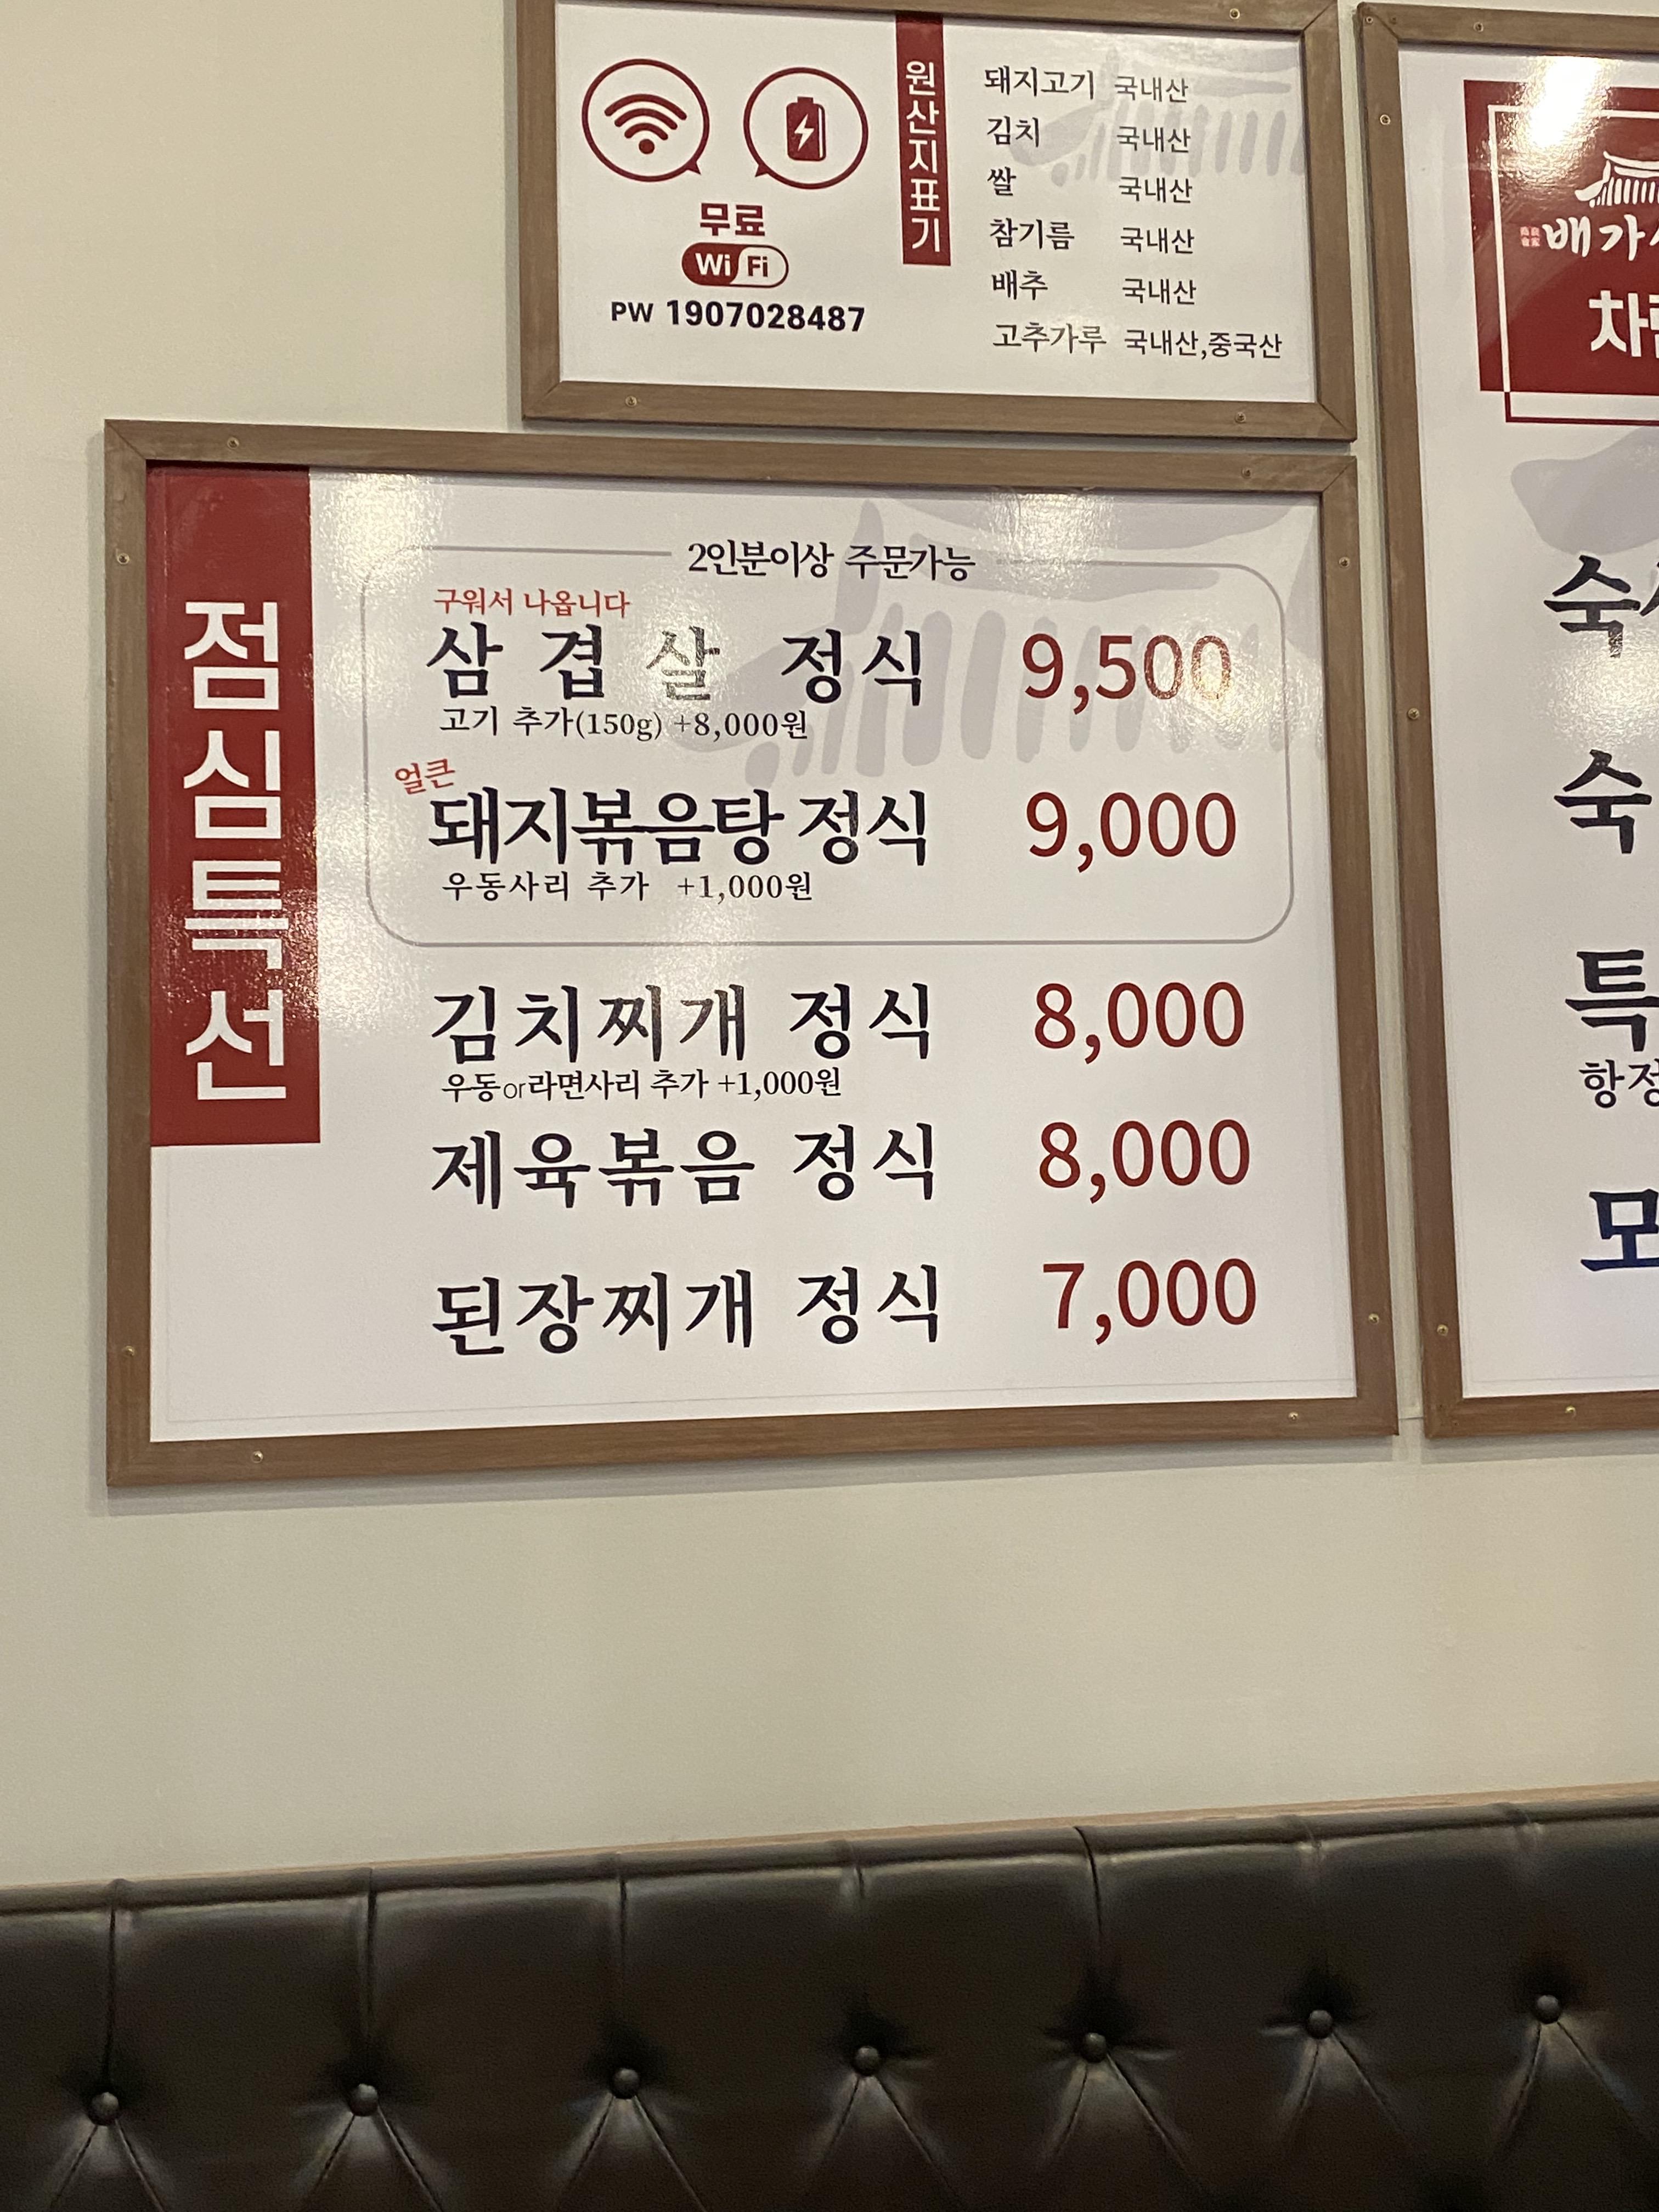 무료
WiFi
PW 1907028487
원산지표기
돼지고기 국내산
김치 국내산
쌀 국내산
참기름 국내산
배추 국내산
고추가루 국내산,중국산
점심특선
2인분이상 주문가능
구워서 나옵니다
삼겹살 정식 9,500
고기 추가(150g) +8,000원
얼큰
돼지볶음탕 정식 9,000
우동사리 추가 +1,000원
김치찌개 정식 8,000
우동or라면사리 추가 +1,000원
제육볶음 정식 8,000
된장찌개 정식 7,000
배가
숙
특
항정
모